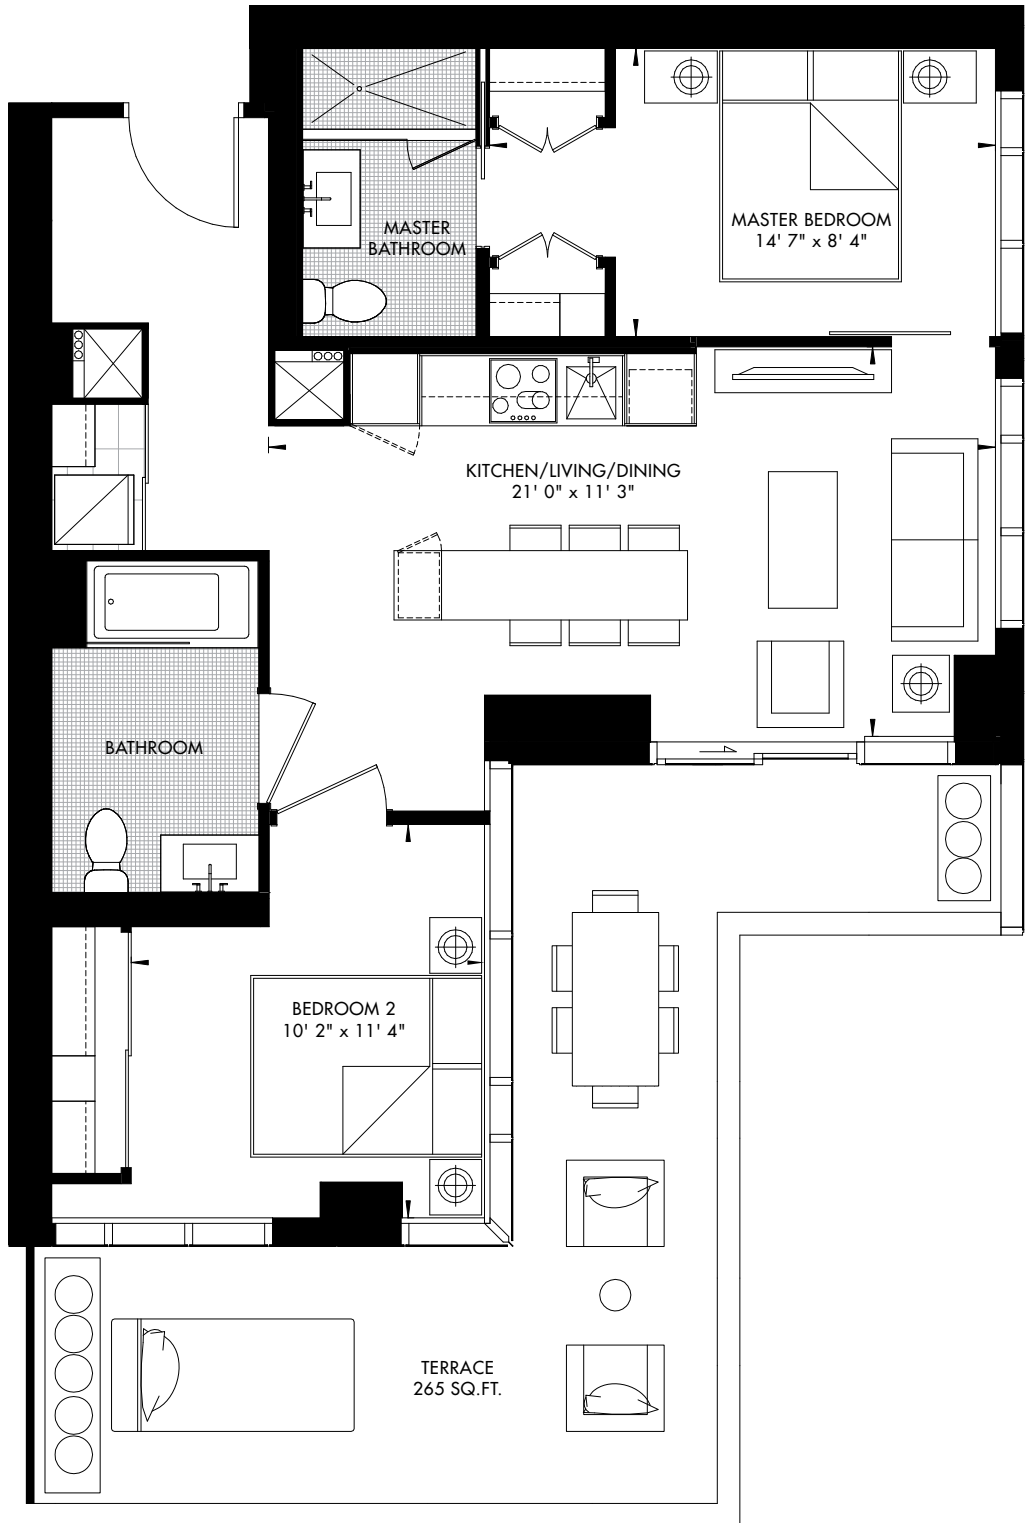 MASTER
BATHROOM
MASTER BEDROOM
14' 7" x 8' 4"
KITCHEN/LIVING/DINING
21' 0" x 11' 3"
BATHROOM
BEDROOM 2
10' 2" x 11' 4"
TERRACE
265 SQ.FT.